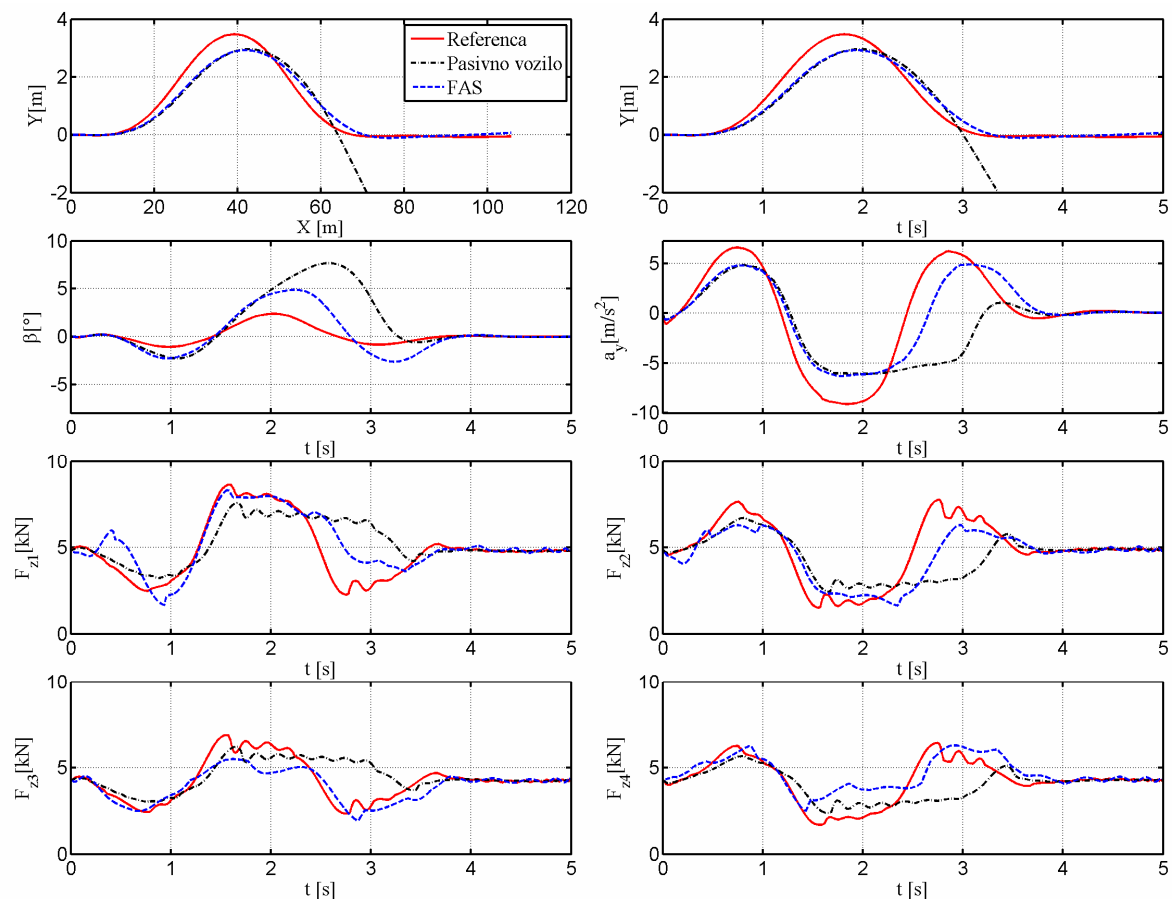 4
2
0
-2
Y[m]
0 20 40 60 80 100 120
X [m]
Referenca
Pasivno vozilo
FAS
4
2
0
-2
Y[m]
0 1 2 3 4 5
t [s]
10
5
0
-5
β[°]
0 1 2 3 4 5
t [s]
5
0
-5
-10
a_y[m/s²]
0 1 2 3 4 5
t [s]
10
5
0
F_z1[kN]
0 1 2 3 4 5
t [s]
10
5
0
F_z2[kN]
0 1 2 3 4 5
t [s]
10
5
0
F_z3[kN]
0 1 2 3 4 5
t [s]
10
5
0
F_z4[kN]
0 1 2 3 4 5
t [s]